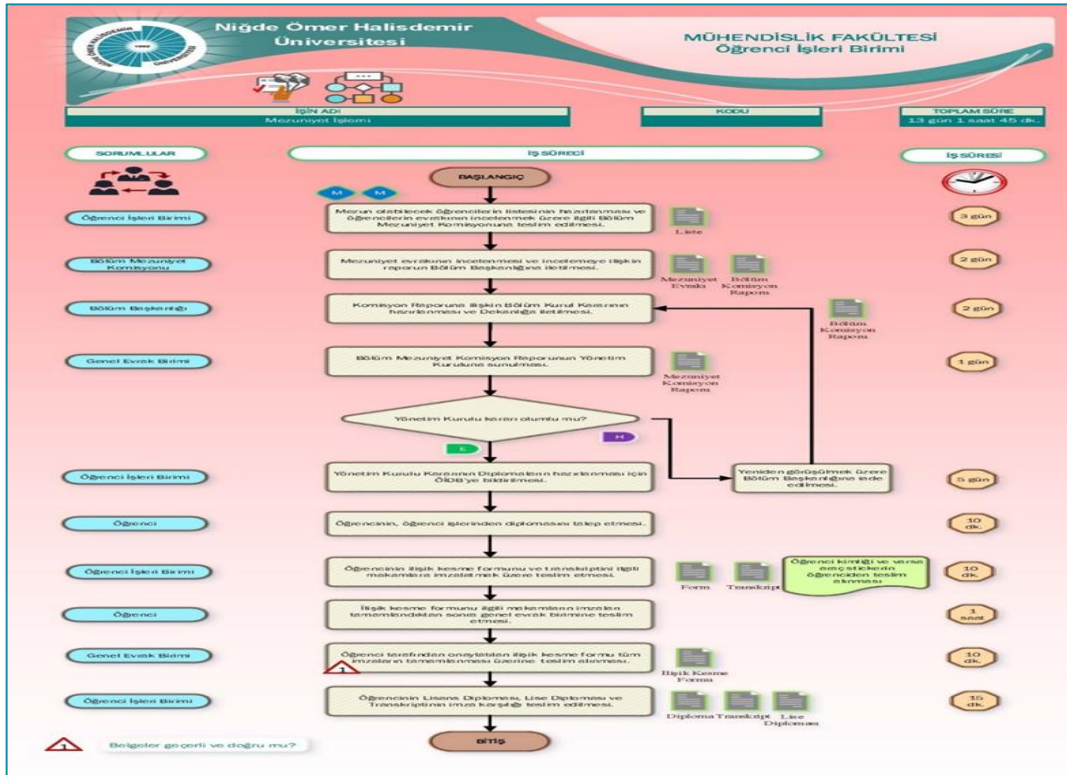 Niğde Ömer Halisdemir
Üniversitesi
MÜHENDİSLİK FAKÜLTESİ
Öğrenci İşleri Birimi
İŞİN ADI
Mezuniyet İşlemi
KODU
TOPLAM SÜRE
13 gün 1 saat 45 dk.
SORUMLULAR
İŞ SÜRECİ
İŞ SÜRESİ
BAŞLANGIÇ
M
M
Öğrenci İşleri Birimi
Mezun olabilecek öğrencilerin listesinin hazırlanması ve
öğrencilerin evrakının incelenmek üzere ilgili Bölüm
Mezuniyet Komisyonuna teslim edilmesi.
Liste
3 gün
Bölüm Mezuniyet
Komisyonu
Mezuniyet evrakının incelenmesi ve incelemeye ilişkin
raporun Bölüm Başkanlığına iletilmesi.
Mezuniyet
Evrakı
Bölüm
Komisyon
Raporu
2 gün
Bölüm Başkanlığı
Komisyon Raporuna ilişkin Bölüm Kurul Kararının
hazırlanması ve Dekanlığa iletilmesi.
Bölüm
Komisyon
Raporu
2 gün
Genel Evrak Birimi
Bölüm Mezuniyet Komisyon Raporunun Yönetim
Kuruluna sunulması.
Mezuniyet
Komisyon
Raporu
1 gün
Yönetim Kurulu kararı olumlu mu?
E
H
Öğrenci İşleri Birimi
Yönetim Kurulu Kararının Diplomaların hazırlanması için
ÖİDB'ye bildirilmesi.
Yeniden görüşülmek üzere
Bölüm Başkanlığına iade
edilmesi.
5 gün
Öğrenci
Öğrencinin, öğrenci işlerinden diplomasını talep etmesi.
10
dk.
Öğrenci İşleri Birimi
Öğrencinin ilişik kesme formunu ve transkriptini ilgili
makamlara imzalatmak üzere teslim etmesi.
Form
Transkript
Öğrenci kimliği ve varsa
araç stickerin
öğrenciden teslim
alınması
10
dk.
Öğrenci
İlişik kesme formunu ilgili makamların imzaları
tamamlandıktan sonra genel evrak birimine teslim
etmesi.
1
saat
Genel Evrak Birimi
Öğrenci tarafından onaylatılan ilişik kesme formu tüm
imzaların tamamlanması üzerine teslim alınması.
1
İlişik Kesme
Formu
10
dk.
Öğrenci İşleri Birimi
Öğrencinin Lisans Diploması, Lise Diploması ve
Transkriptinin imza karşılığı teslim edilmesi.
Diploma
Transkript
Lise
Diploması
15
dk.
BİTİŞ
1
Belgeler geçerli ve doğru mu?